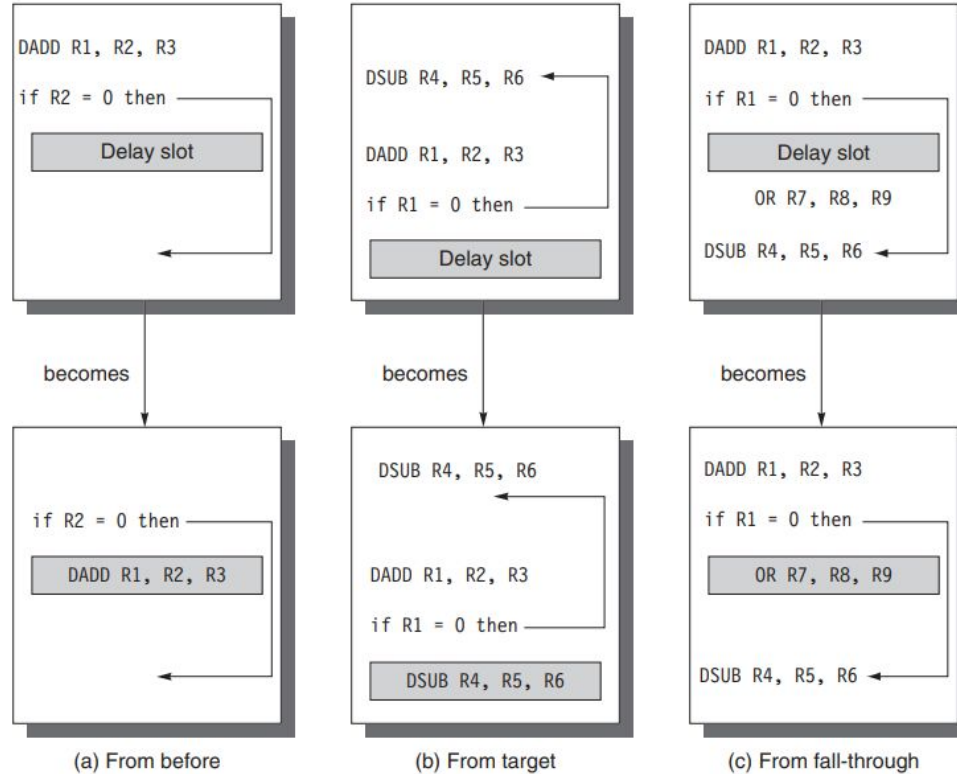 DADD R1, R2, R3
if R2 = 0 then
Delay slot
becomes
if R2 = 0 then
DADD R1, R2, R3
(a) From before
DSUB R4, R5, R6
DADD R1, R2, R3
if R1 = 0 then
Delay slot
becomes
DSUB R4, R5, R6
DADD R1, R2, R3
if R1 = 0 then
DSUB R4, R5, R6
(b) From target
DADD R1, R2, R3
if R1 = 0 then
Delay slot
OR R7, R8, R9
DSUB R4, R5, R6
becomes
DADD R1, R2, R3
if R1 = 0 then
OR R7, R8, R9
DSUB R4, R5, R6
(c) From fall-through